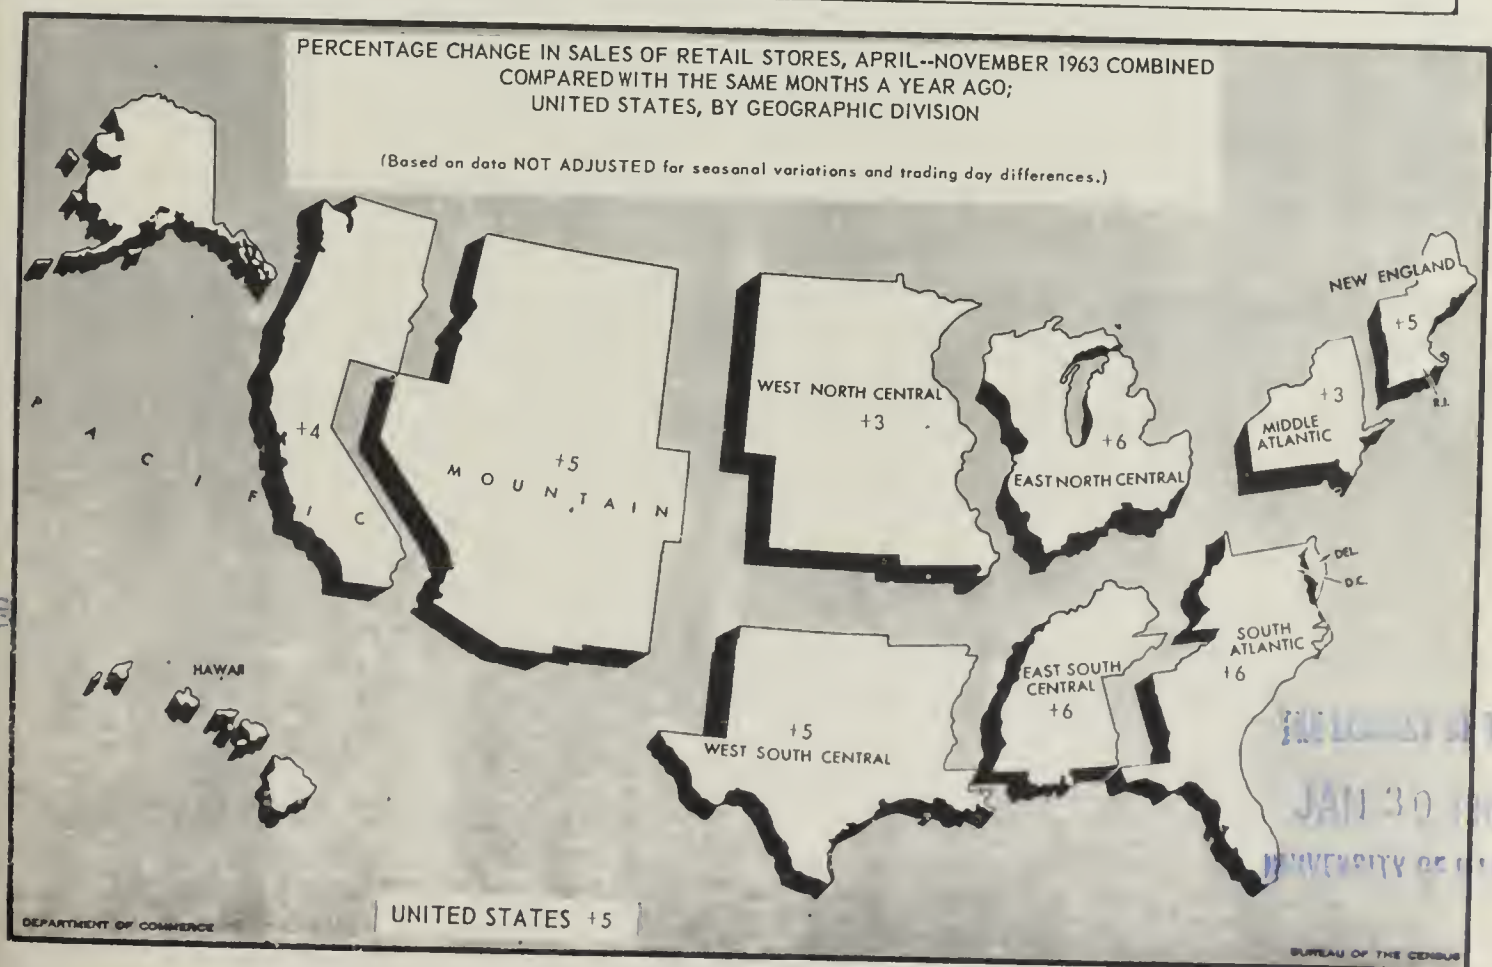 PERCENTAGE CHANGE IN SALES OF RETAIL STORES, APRIL--NOVEMBER 1963 COMBINED
COMPARED WITH THE SAME MONTHS A YEAR AGO;
UNITED STATES, BY GEOGRAPHIC DIVISION
(Based on data NOT ADJUSTED for seasonal variations and trading day differences.)
NEW ENGLAND
+5
R.I.
+3
MIDDLE
ATLANTIC
WEST NORTH CENTRAL
+3
+6
EAST NORTH CENTRAL
+4
PACIFIC
+5
MOUNTAIN
DEL.
D.C.
SOUTH
ATLANTIC
+6
EAST SOUTH
CENTRAL
+6
+5
WEST SOUTH CENTRAL
HAWAII
JAN 30
UNIVERSITY OF
UNITED STATES +5
DEPARTMENT OF COMMERCE
BUREAU OF THE CENSUS